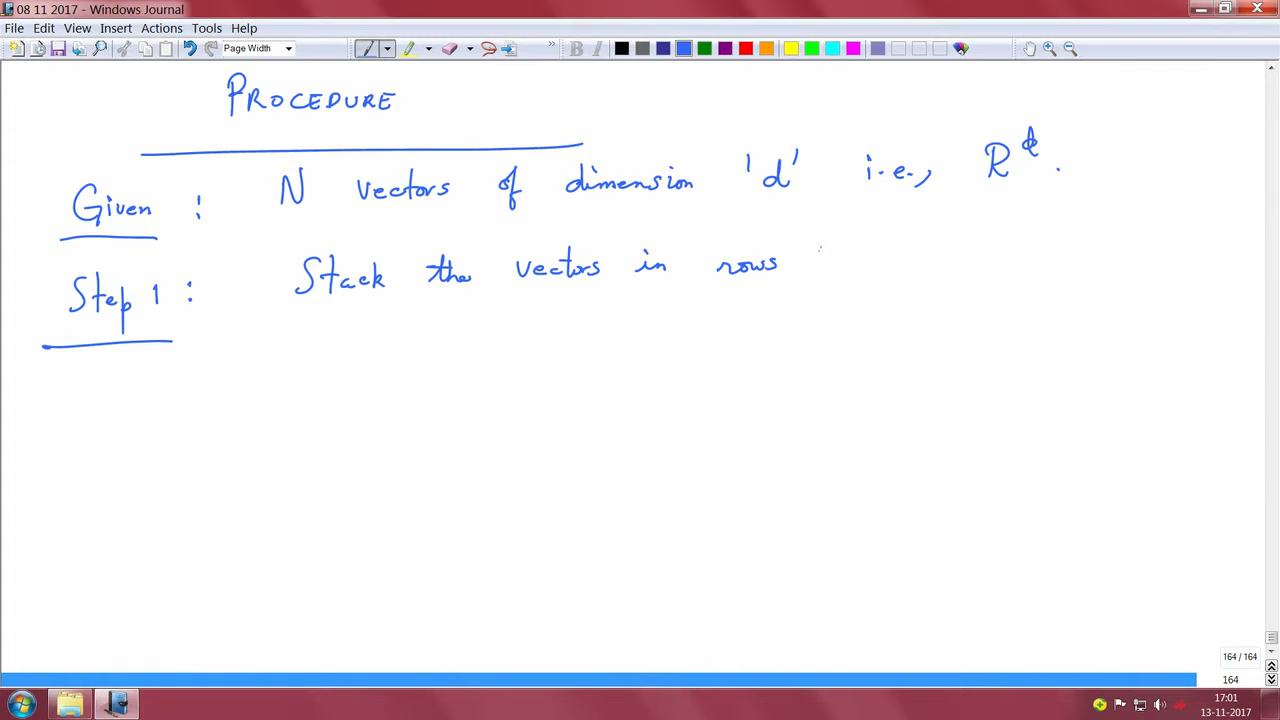 08 11 2017 - Windows Journal
File Edit View Insert Actions Tools Help
Page Width
PROCEDURE
Given : N vectors of dimension 'd' i.e., R^d.
Step 1 : Stack the vectors in rows
164 / 164
164
17:01
13-11-2017